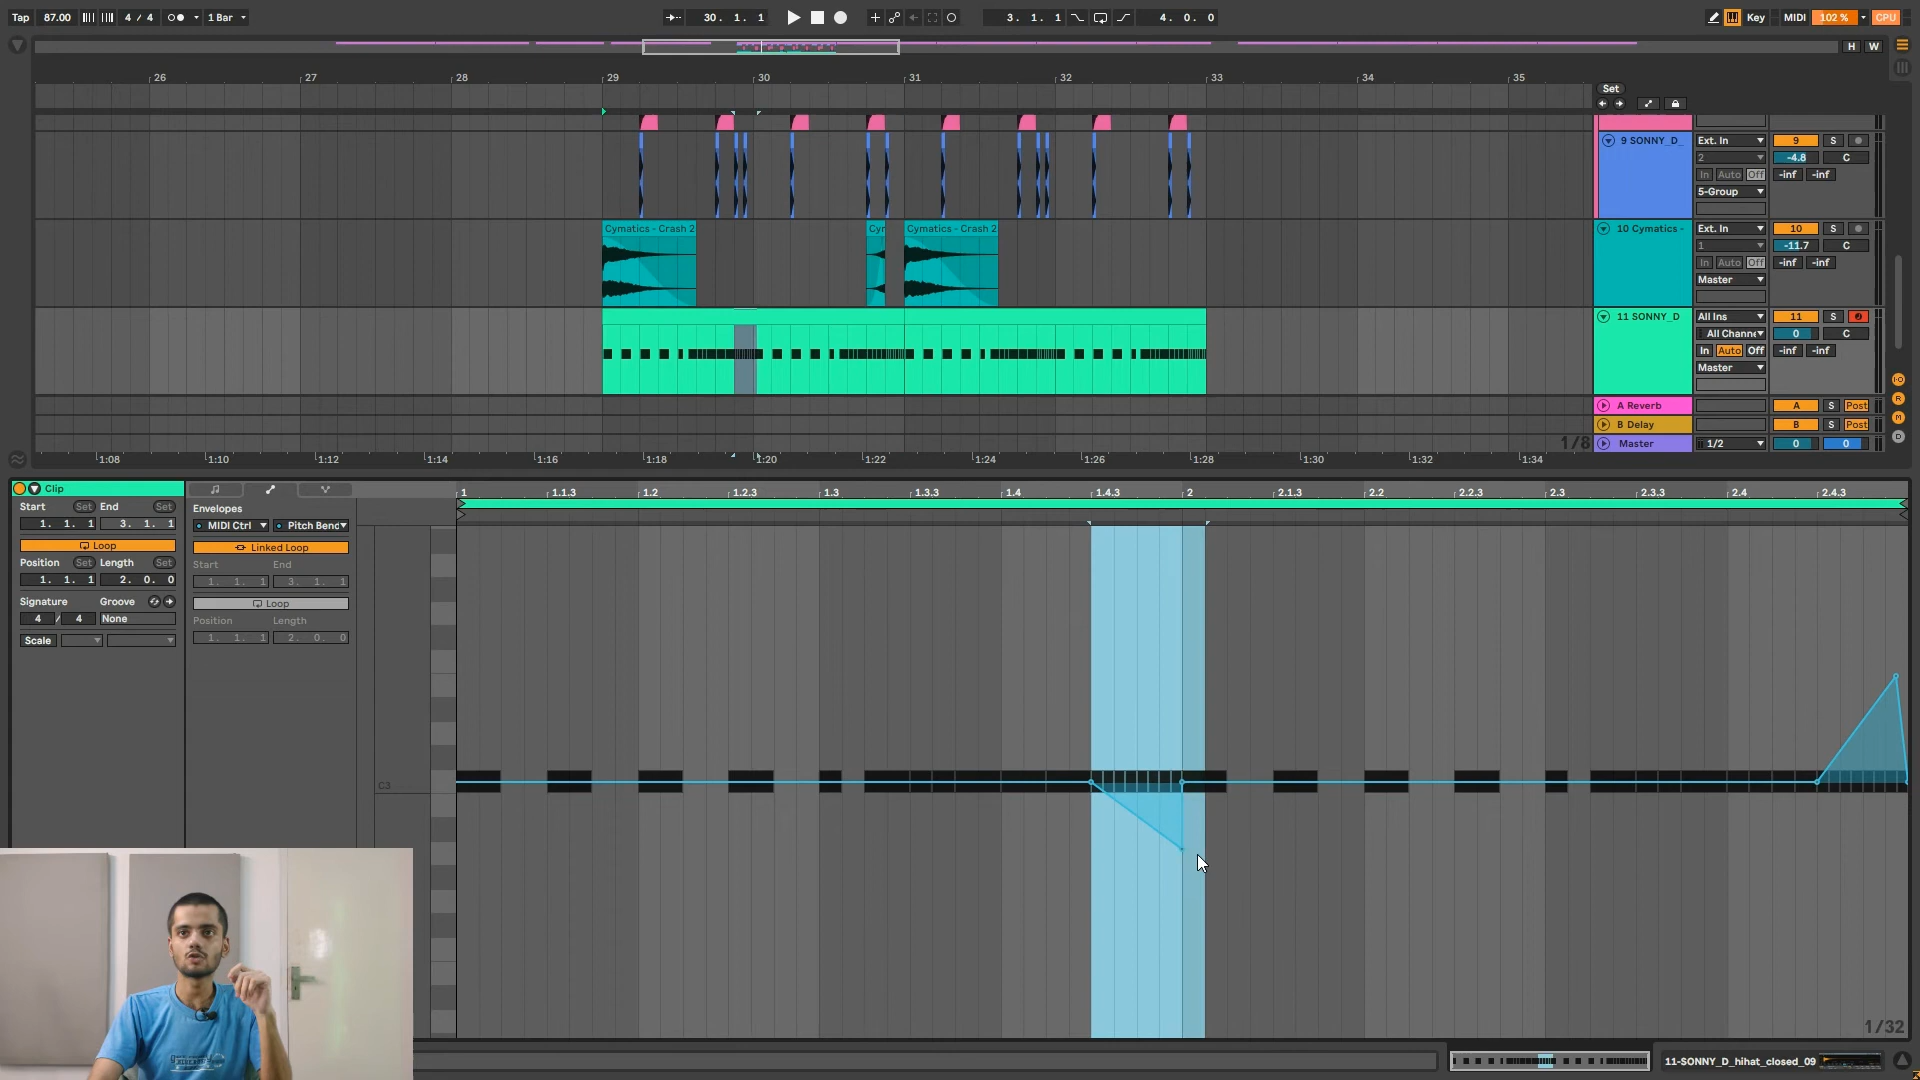 Tap 87.00 4 / 4 1 Bar 30. 1. 1 3. 1. 1 4. 0. 0 Key MIDI 102 % CPU
H W
26 27 28 29 30 31 32 33 34 35
Set
9 SONNY_D_ Ext. In 9 S
2 -4.8 C
In Auto Off -inf -inf
5-Group
Cymatics - Crash 2 Cyr Cymatics - Crash 2 10 Cymatics - Ext. In 10 S
1 -11.7 C
In Auto Off -inf -inf
Master
11 SONNY_D All Ins 11 S
All Channe 0 C
In Auto Off -inf -inf
Master
A Reverb A S Post
B Delay B S Post
1/8 Master 1/2 0 0
1:08 1:10 1:12 1:14 1:16 1:18 1:20 1:22 1:24 1:26 1:28 1:30 1:32 1:34
Clip
1 1.1.3 1.2 1.2.3 1.3 1.3.3 1.4 1.4.3 2 2.1.3 2.2 2.2.3 2.3 2.3.3 2.4 2.4.3
Start Set End Set
1. 1. 1 3. 1. 1
Loop
Position Set Length Set
1. 1. 1 2. 0. 0
Signature Groove
4 / 4 None
Scale
Envelopes
MIDI Ctrl Pitch Bend
Linked Loop
Start End
1. 1. 1 3. 1. 1
Loop
Position Length
1. 1. 1 2. 0. 0
C3
1/32
11-SONNY_D_hihat_closed_09